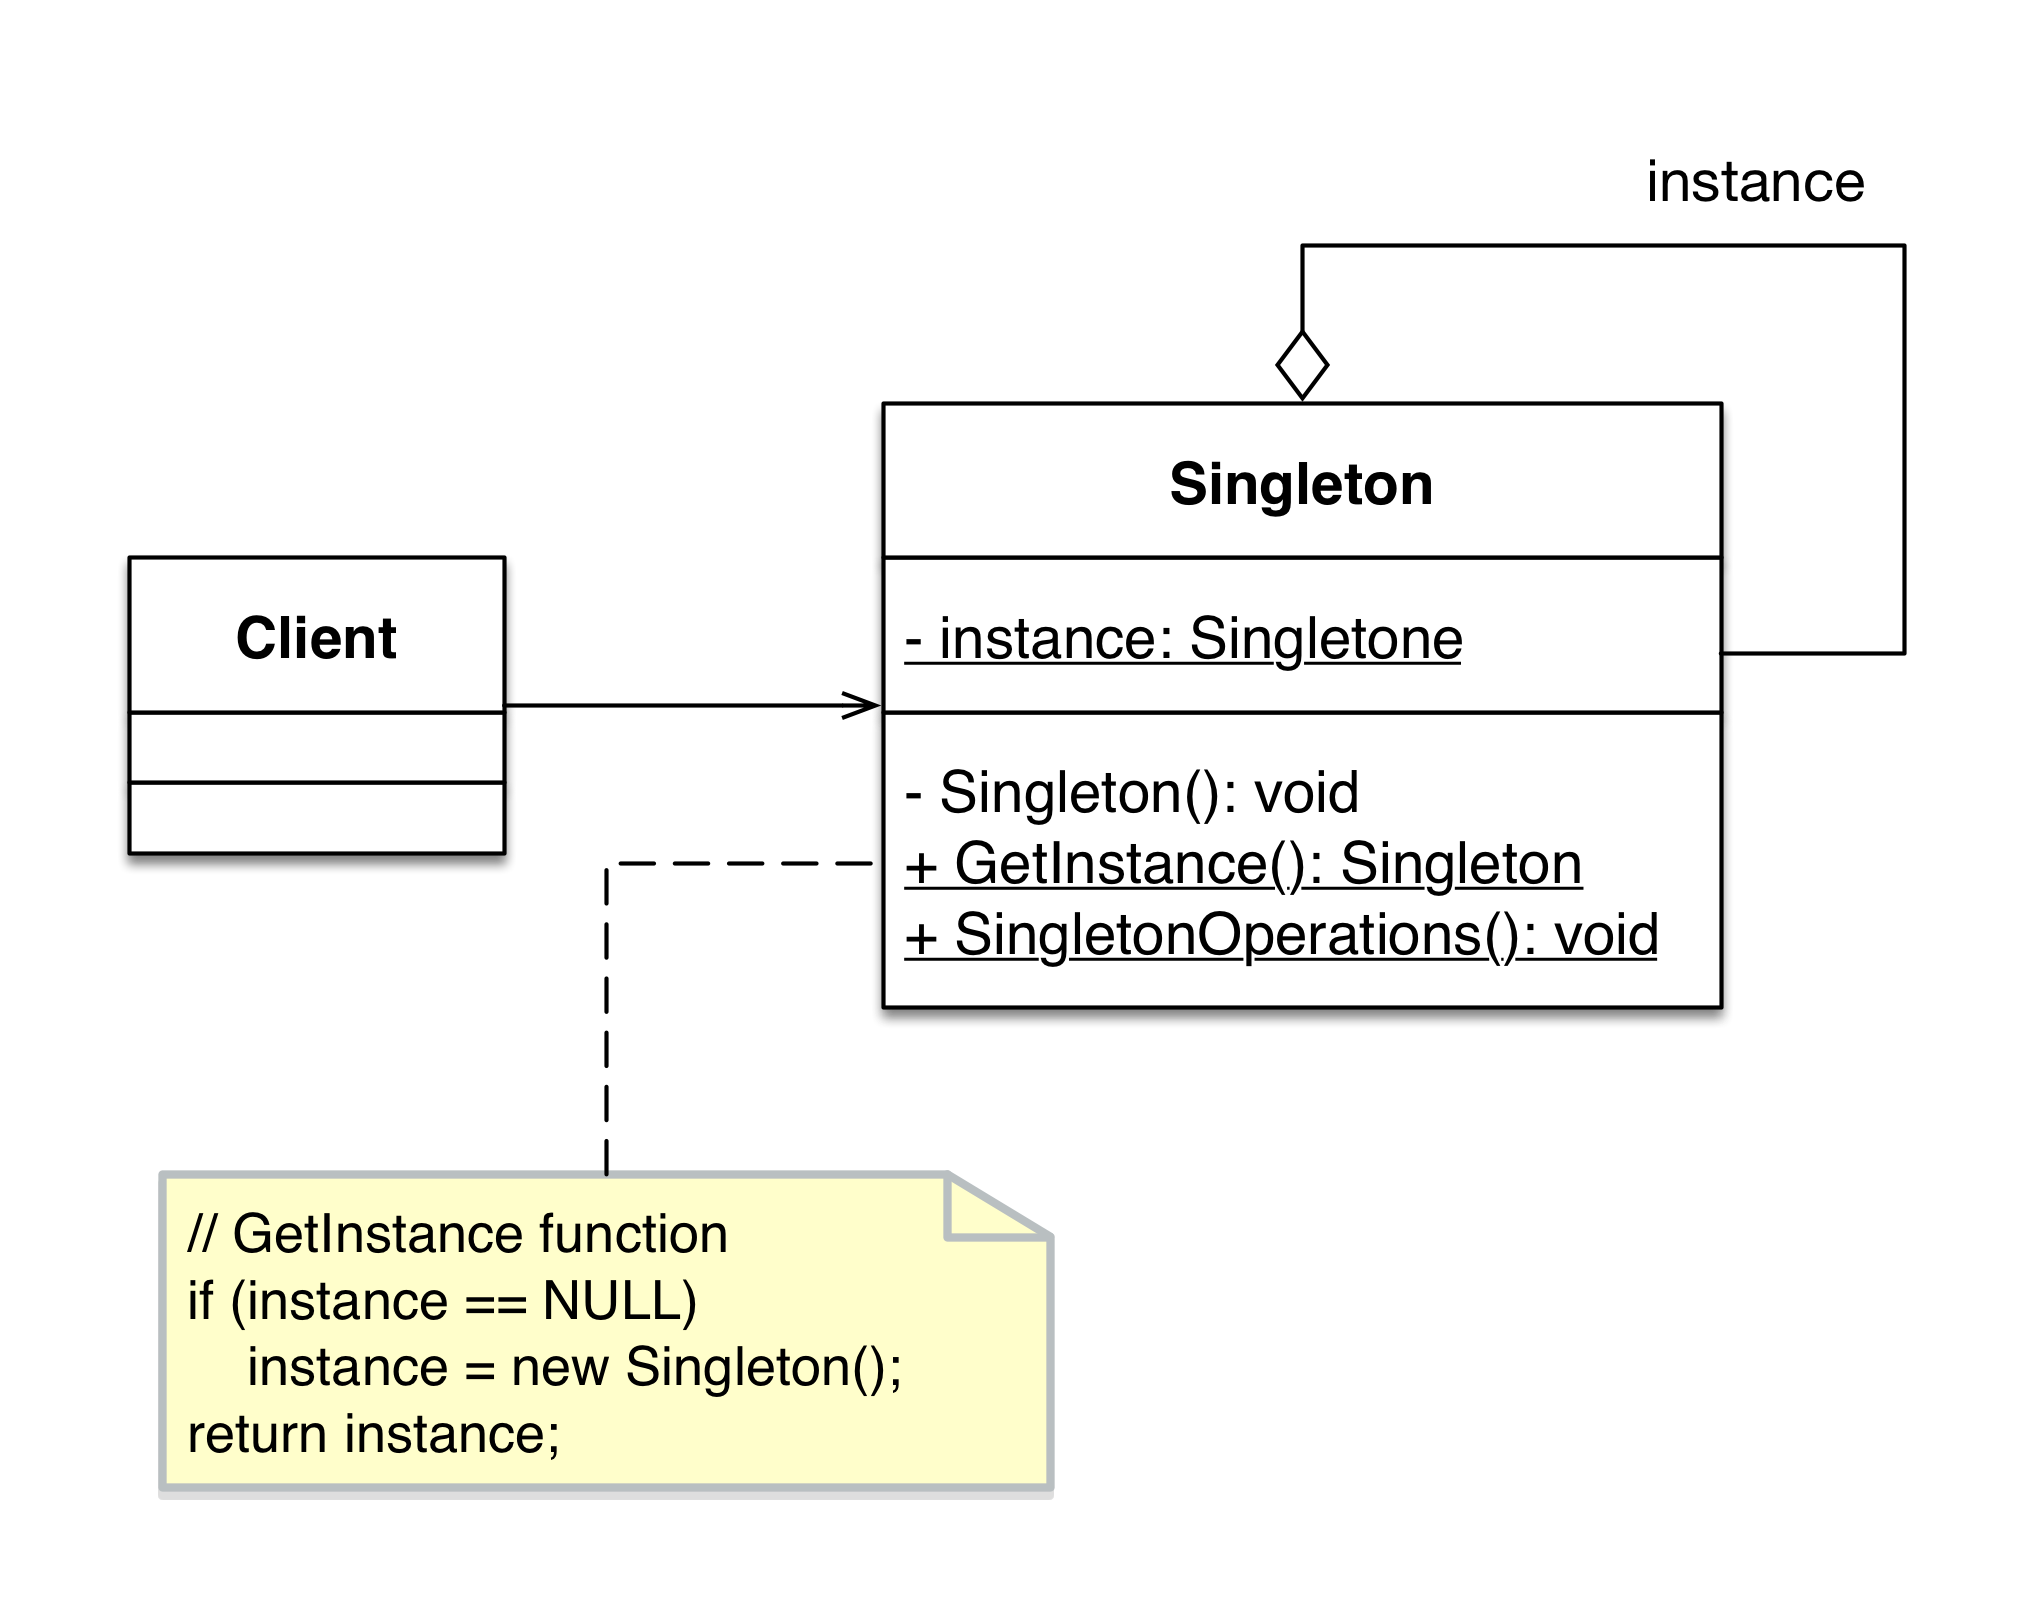 instance
Singleton
- instance: Singletone
Client
- Singleton(): void
+ GetInstance(): Singleton
+ SingletonOperations(): void
// GetInstance function
if (instance == NULL)
    instance = new Singleton();
return instance;